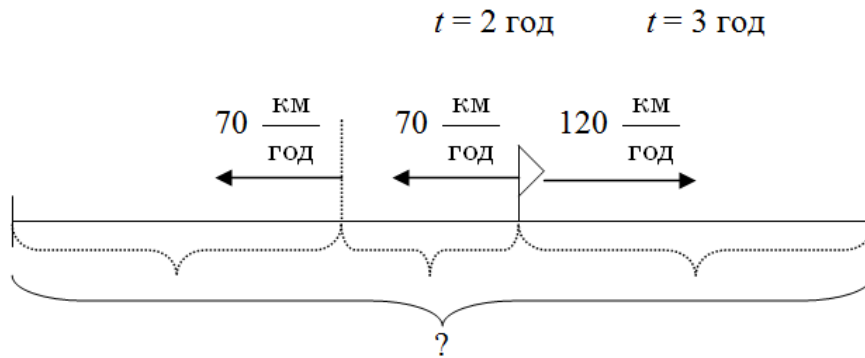 t = 2 год t = 3 год
70 км/год 70 км/год 120 км/год
?